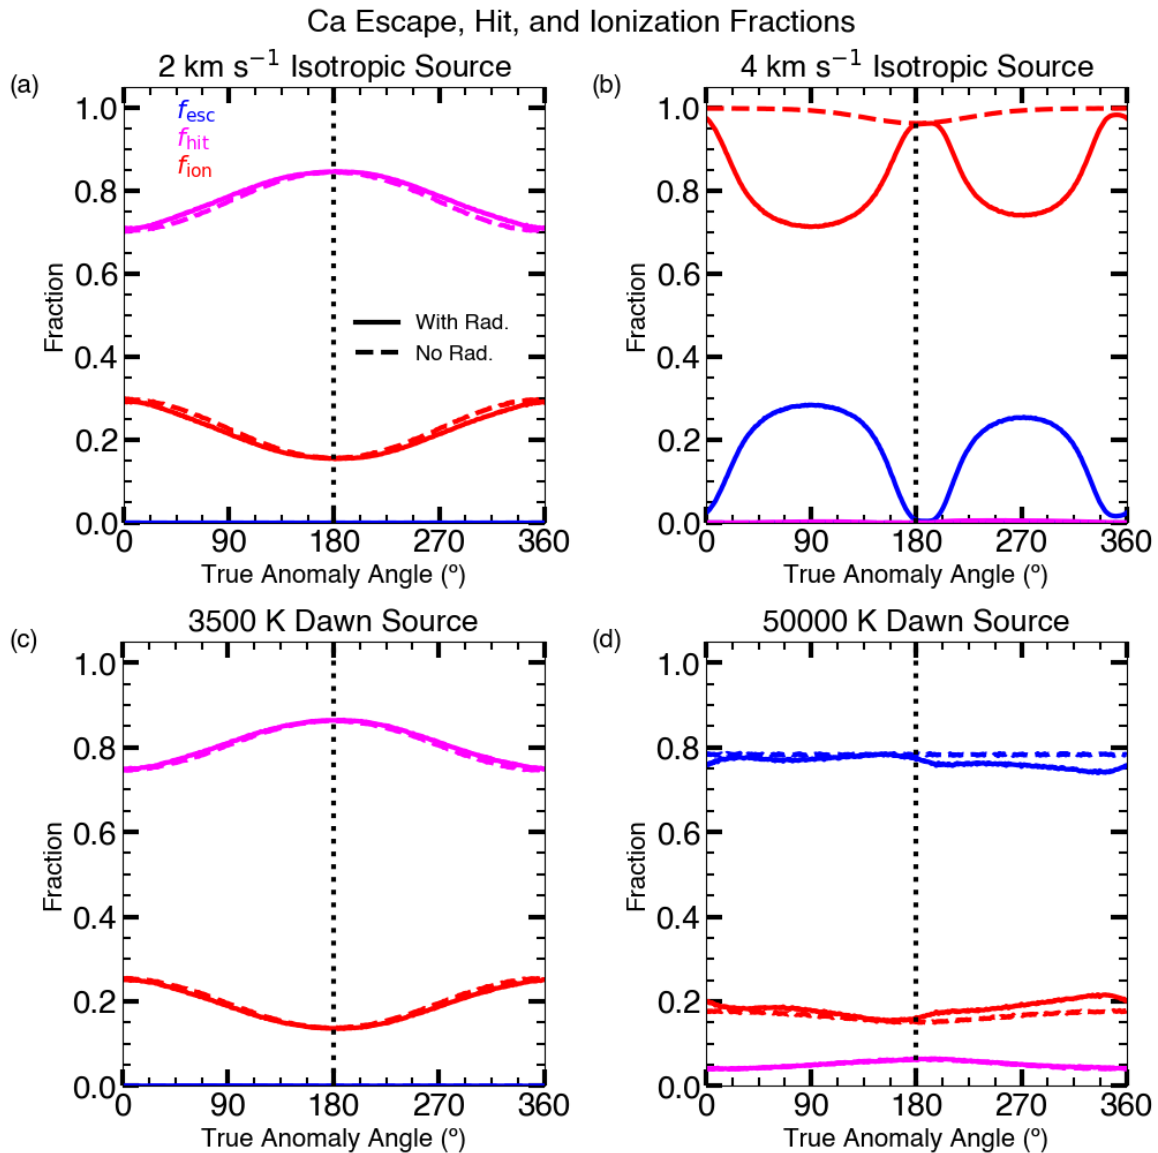 Ca Escape, Hit, and Ionization Fractions
(a)
2 km s⁻¹ Isotropic Source
f_esc
f_hit
f_ion
With Rad.
No Rad.
1.0
0.8
0.6
0.4
0.2
0.0
Fraction
0 90 180 270 360
True Anomaly Angle (º)
(b)
4 km s⁻¹ Isotropic Source
1.0
0.8
0.6
0.4
0.2
0.0
Fraction
0 90 180 270 360
True Anomaly Angle (º)
(c)
3500 K Dawn Source
1.0
0.8
0.6
0.4
0.2
0.0
Fraction
0 90 180 270 360
True Anomaly Angle (º)
(d)
50000 K Dawn Source
1.0
0.8
0.6
0.4
0.2
0.0
Fraction
0 90 180 270 360
True Anomaly Angle (º)